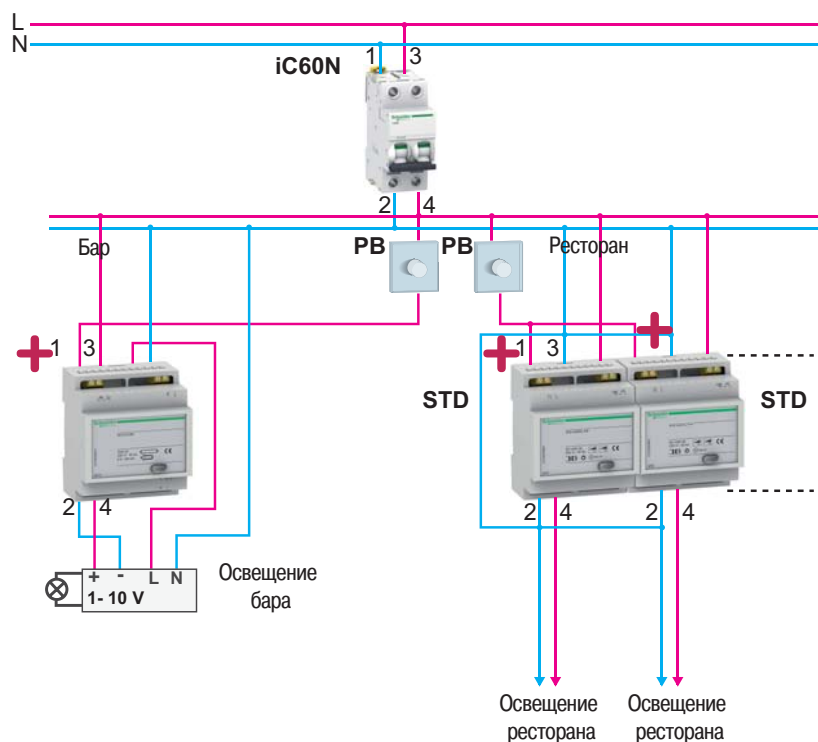 L
N
iC60N
1 3
2 4
Бар
PB
PB
Ресторан
1 3
1 3
STD
STD
2 4
2 4
2 4
+ - L N
1- 10 V
Освещение
бара
Освещение
ресторана
Освещение
ресторана